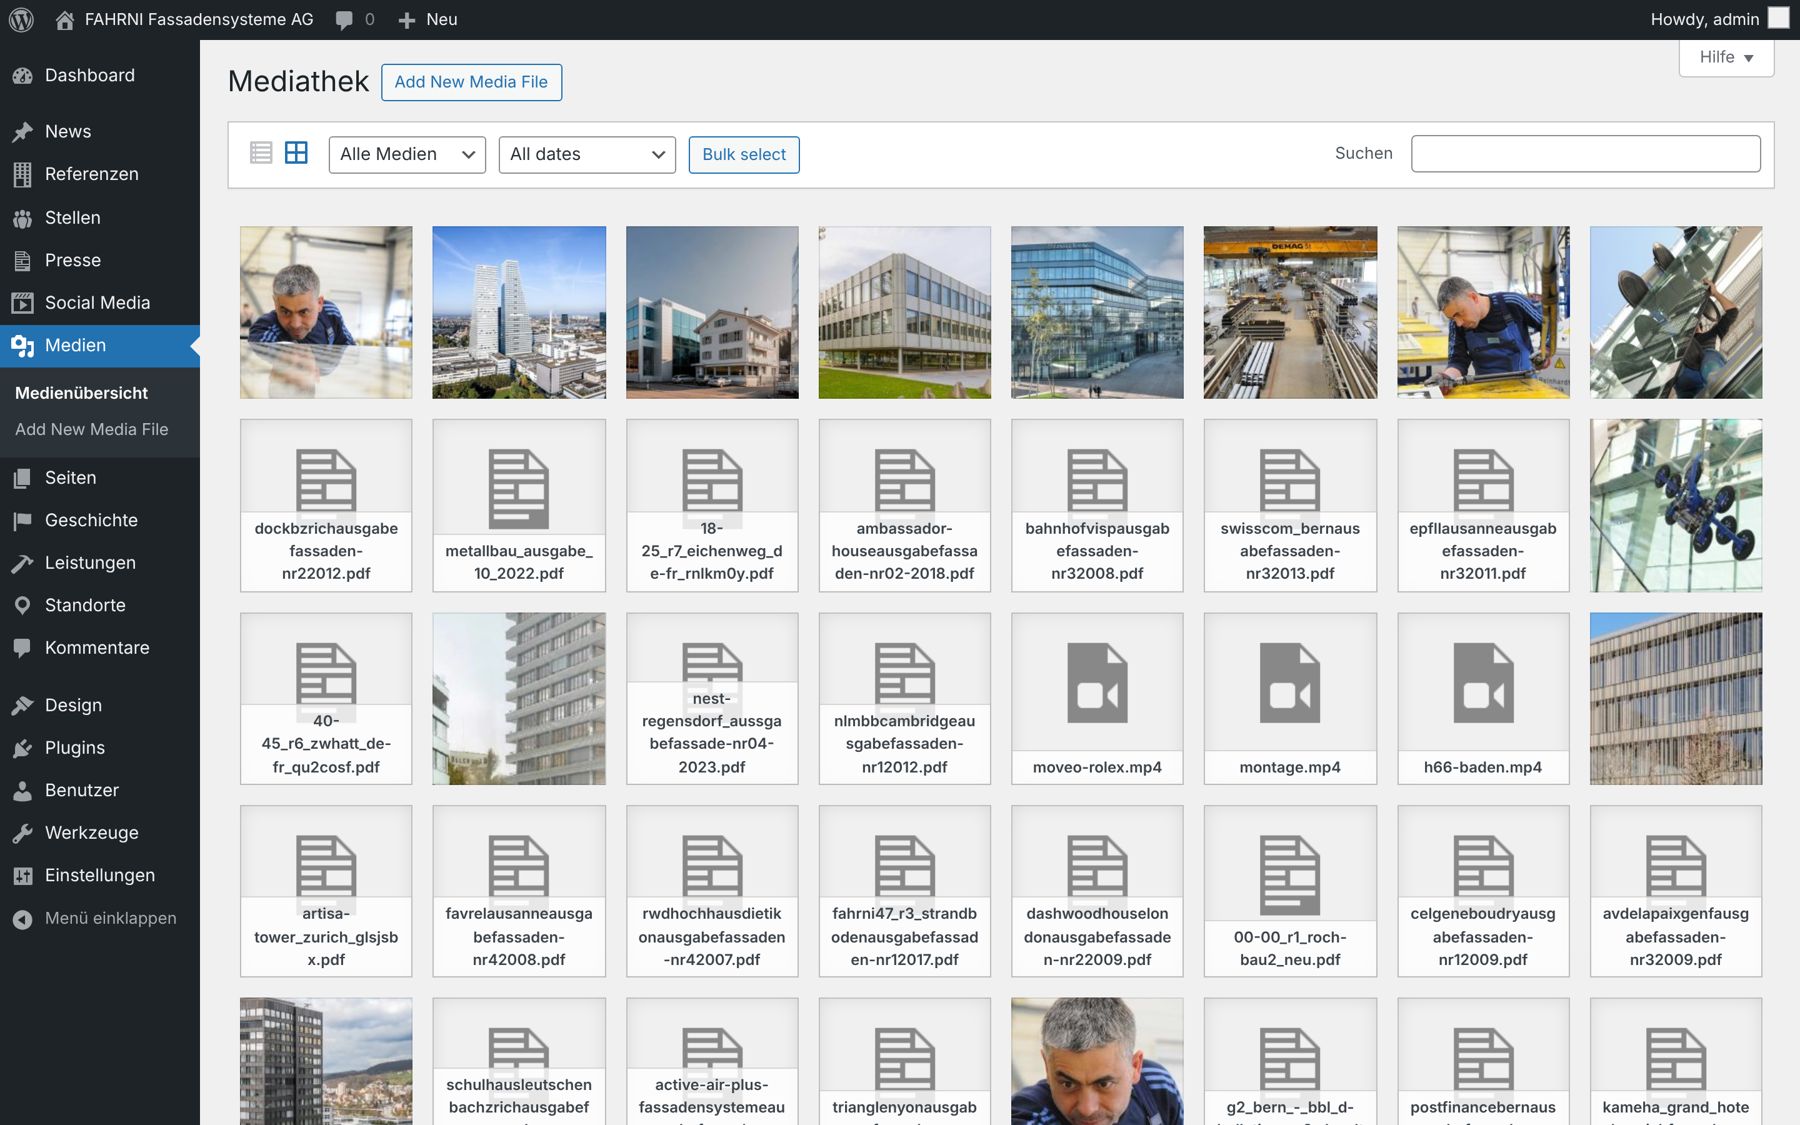 FAHRNI Fassadensysteme AG
0
Neu
Howdy, admin
Dashboard
News
Referenzen
Stellen
Presse
Social Media
Medien
Medienübersicht
Add New Media File
Seiten
Geschichte
Leistungen
Standorte
Kommentare
Design
Plugins
Benutzer
Werkzeuge
Einstellungen
Menü einklappen
Mediathek
Add New Media File
Hilfe
Alle Medien
All dates
Bulk select
Suchen
DEMAG
dockbzrichausgabe
fassaden-
nr22012.pdf
metallbau_ausgabe_
10_2022.pdf
18-
25_r7_eichenweg_d
e-fr_rnlkm0y.pdf
ambassador-
houseausgabefassa
den-nr02-2018.pdf
bahnhofvispausgab
efassaden-
nr32008.pdf
swisscom_bernaus
abefassaden-
nr32013.pdf
epfllausanneausgab
efassaden-
nr32011.pdf
40-
45_r6_zwhatt_de-
fr_qu2cosf.pdf
nest-
regensdorf_aussga
befassade-nr04-
2023.pdf
nlmbbcambridgeau
sgabefassaden-
nr12012.pdf
moveo-rolex.mp4
montage.mp4
h66-baden.mp4
artisa-
tower_zurich_glsjsb
x.pdf
favrelausanneausga
befassaden-
nr42008.pdf
rwdhochhausdietik
onausgabefassaden
-nr42007.pdf
fahrni47_r3_strandb
odenausgabefassad
en-nr12017.pdf
dashwoodhouselon
donausgabefassade
n-nr22009.pdf
00-00_r1_roch-
bau2_neu.pdf
celgeneboudryausg
abefassaden-
nr12009.pdf
avdelapaixgenfausg
abefassaden-
nr32009.pdf
schulhausleutschen
bachzrichausgabef
active-air-plus-
fassadensystemeau
trianglenyonausgab
g2_bern_-_bbl_d-
postfinancebernaus
kameha_grand_hote